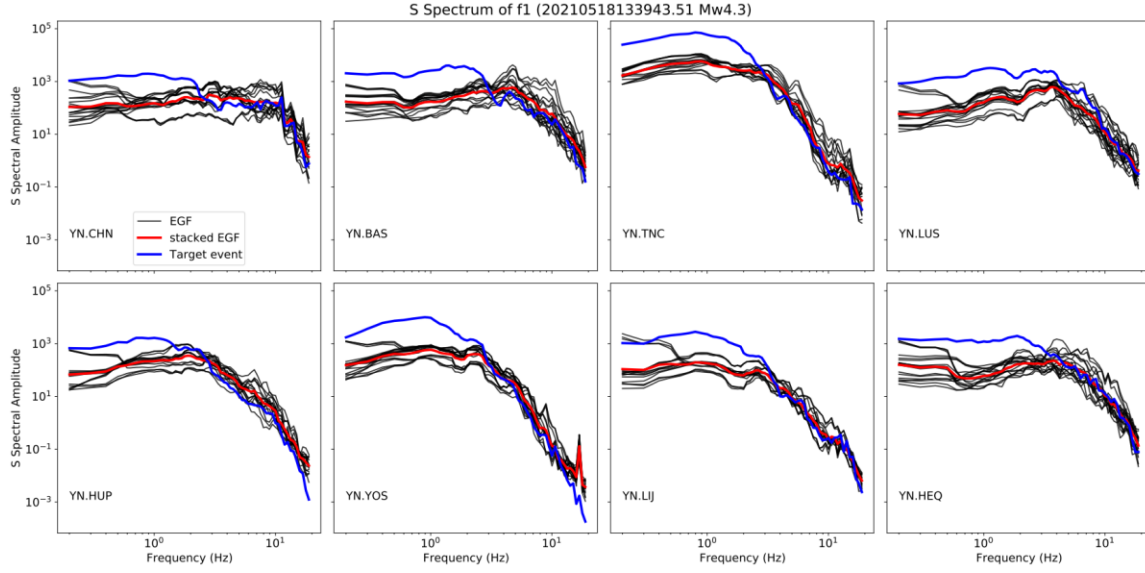 S Spectrum of f1 (20210518133943.51 Mw4.3)
10^5
10^3
10^1
10^-1
10^-3
S Spectral Amplitude
YN.CHN
EGF
stacked EGF
Target event
YN.BAS
YN.TNC
YN.LUS
10^5
10^3
10^1
10^-1
10^-3
S Spectral Amplitude
YN.HUP
YN.YOS
YN.LIJ
YN.HEQ
10^0 10^1 10^0 10^1 10^0 10^1 10^0 10^1
Frequency (Hz) Frequency (Hz) Frequency (Hz) Frequency (Hz)